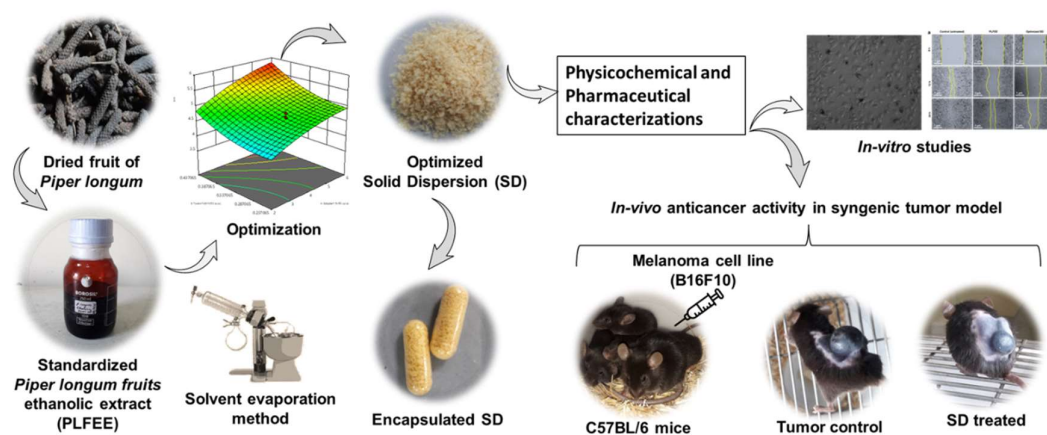 Dried fruit of
Piper longum
Standardized
Piper longum fruits
ethanolic extract
(PLFEE)
Optimization
Solvent evaporation
method
Optimized
Solid Dispersion (SD)
Encapsulated SD
Physicochemical and
Pharmaceutical
characterizations
In-vitro studies
In-vivo anticancer activity in syngenic tumor model
Melanoma cell line
(B16F10)
C57BL/6 mice
Tumor control
SD treated